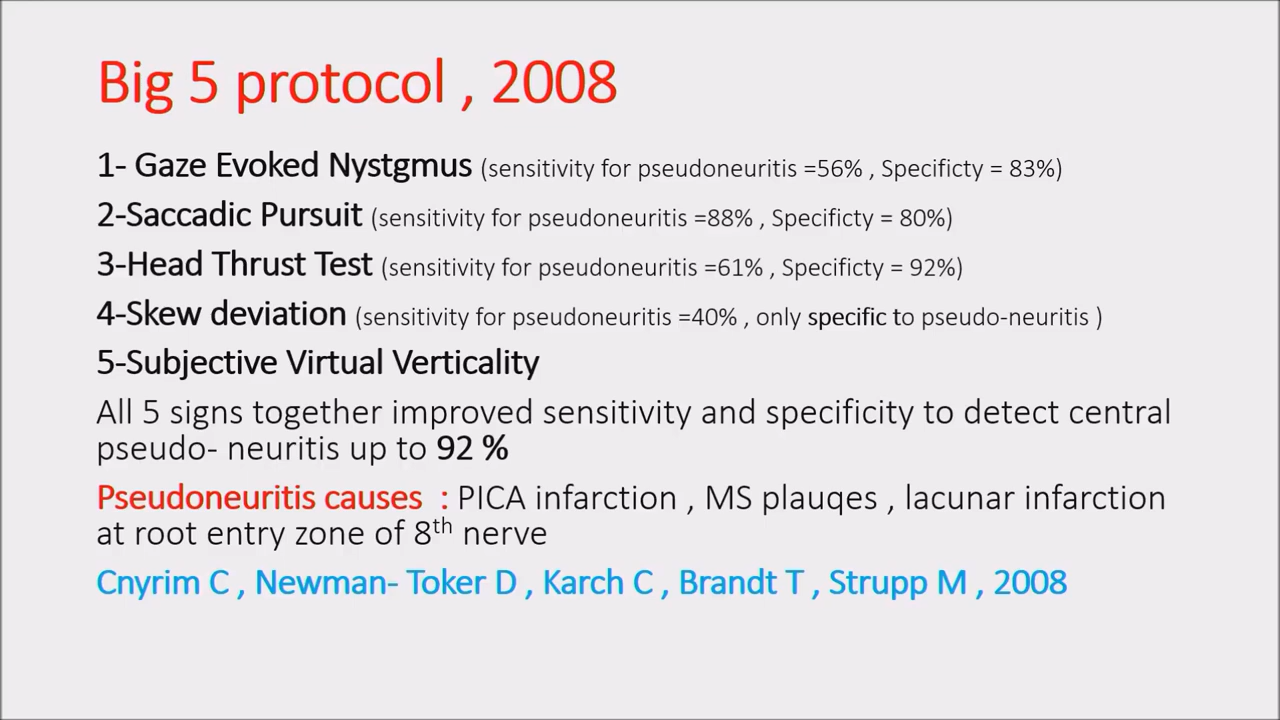 Big 5 protocol , 2008
1- Gaze Evoked Nystgmus (sensitivity for pseudoneuritis =56% , Specificty = 83%)
2-Saccadic Pursuit (sensitivity for pseudoneuritis =88% , Specificty = 80%)
3-Head Thrust Test (sensitivity for pseudoneuritis =61% , Specificty = 92%)
4-Skew deviation (sensitivity for pseudoneuritis =40% , only specific to pseudo-neuritis )
5-Subjective Virtual Verticality
All 5 signs together improved sensitivity and specificity to detect central
pseudo- neuritis up to 92 %
Pseudoneuritis causes : PICA infarction , MS plauqes , lacunar infarction
at root entry zone of 8th nerve
Cnyrim C , Newman- Toker D , Karch C , Brandt T , Strupp M , 2008